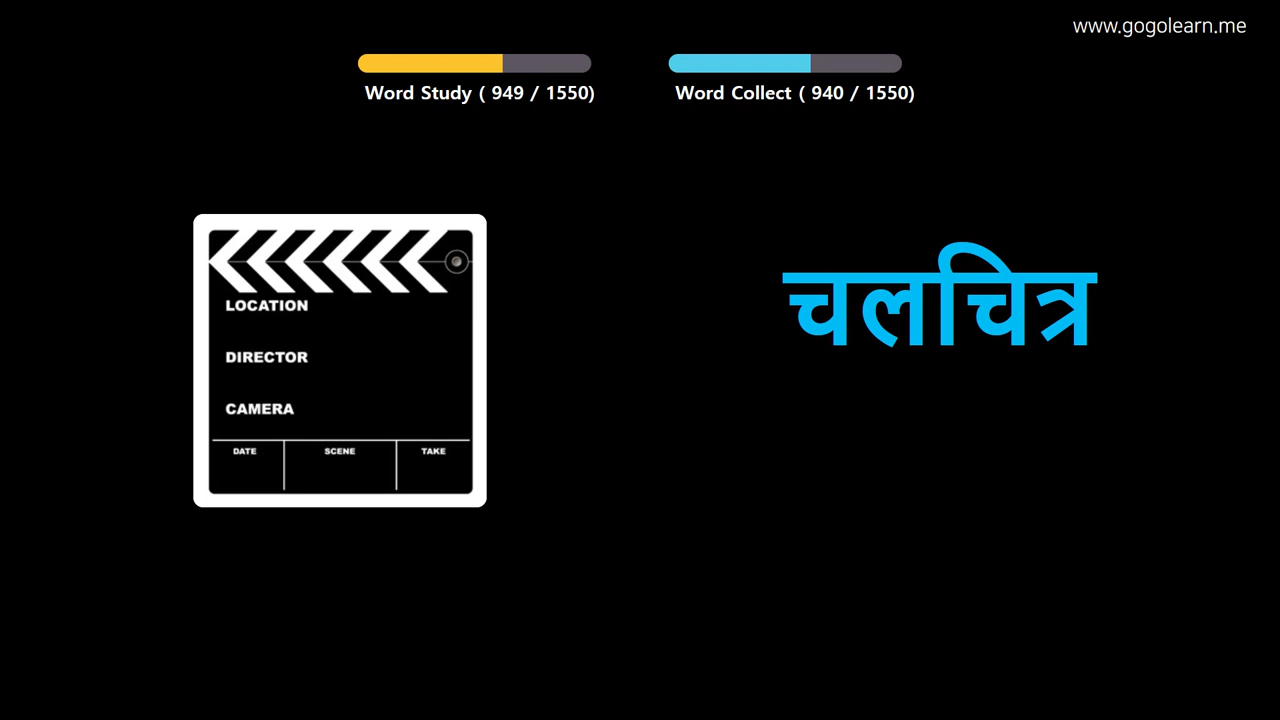 www.gogolearn.me
Word Study ( 949 / 1550)
Word Collect ( 940 / 1550)
LOCATION
DIRECTOR
CAMERA
DATE SCENE TAKE
चलचित्र